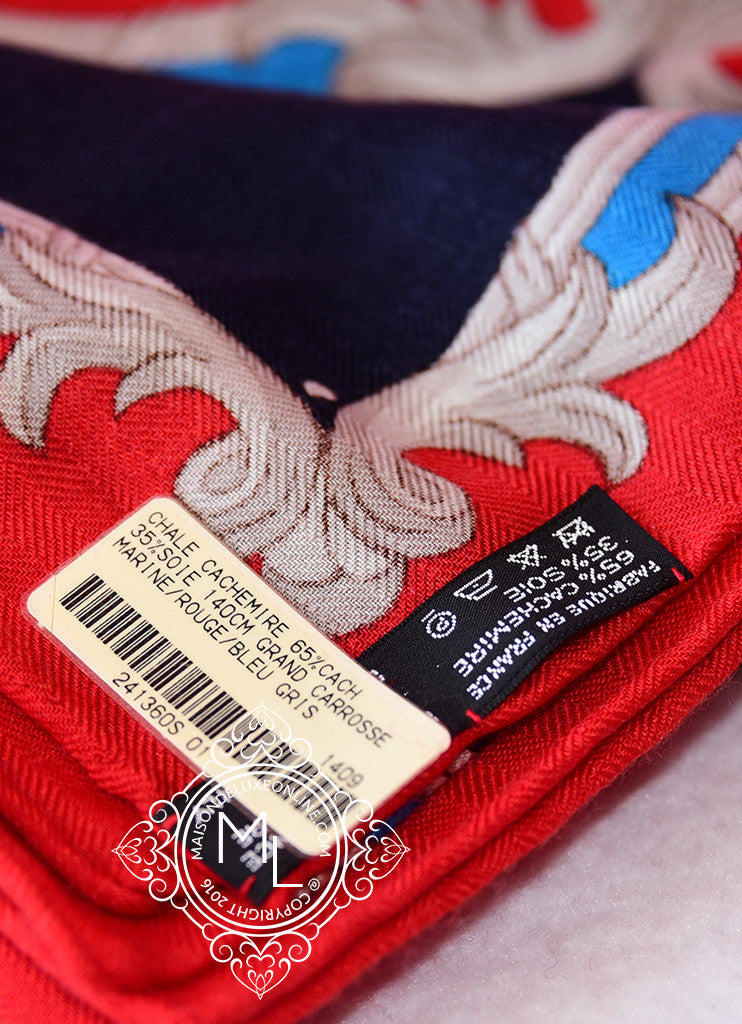 CHALE CACHEMIRE 65%CACH
35%SOIE 140CM GRAND CARROSSE
MARINE/ROUGE/BLEU GRIS
241360S 01
1409
FABRIQUE EN FRANCE
65% CACHEMIRE
35% SOIE
P
MAISONDELUXEONLINE.COM
ML
@ COPYRIGHT 2016